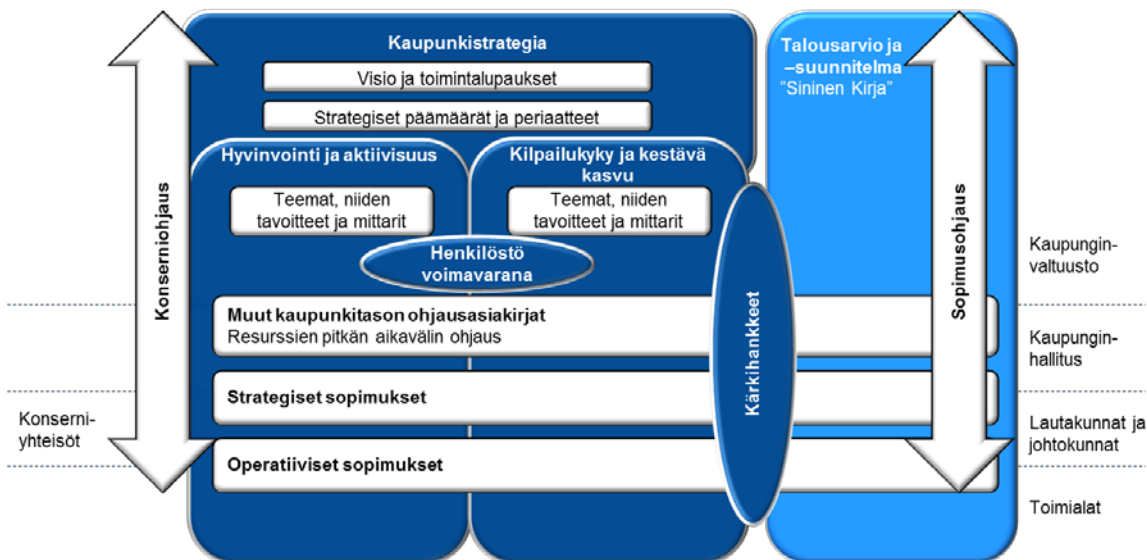 Kaupunkistrategia
Visio ja toimintalupaukset
Strategiset päämäärät ja periaatteet
Hyvinvointi ja aktiivisuus
Teemat, niiden
tavoitteet ja mittarit
Kilpailukyky ja kestävä
kasvu
Teemat, niiden
tavoitteet ja mittarit
Henkilöstö
voimavarana
Talousarvio ja
–suunnitelma
"Sininen Kirja"
Konserniohjaus
Sopimusohjaus
Kärkihankkeet
Muut kaupunkitason ohjausasiakirjat
Resurssien pitkän aikavälin ohjaus
Strategiset sopimukset
Operatiiviset sopimukset
Konserni-
yhteisöt
Kaupungin-
valtuusto
Kaupungin-
hallitus
Lautakunnat ja
johtokunnat
Toimialat